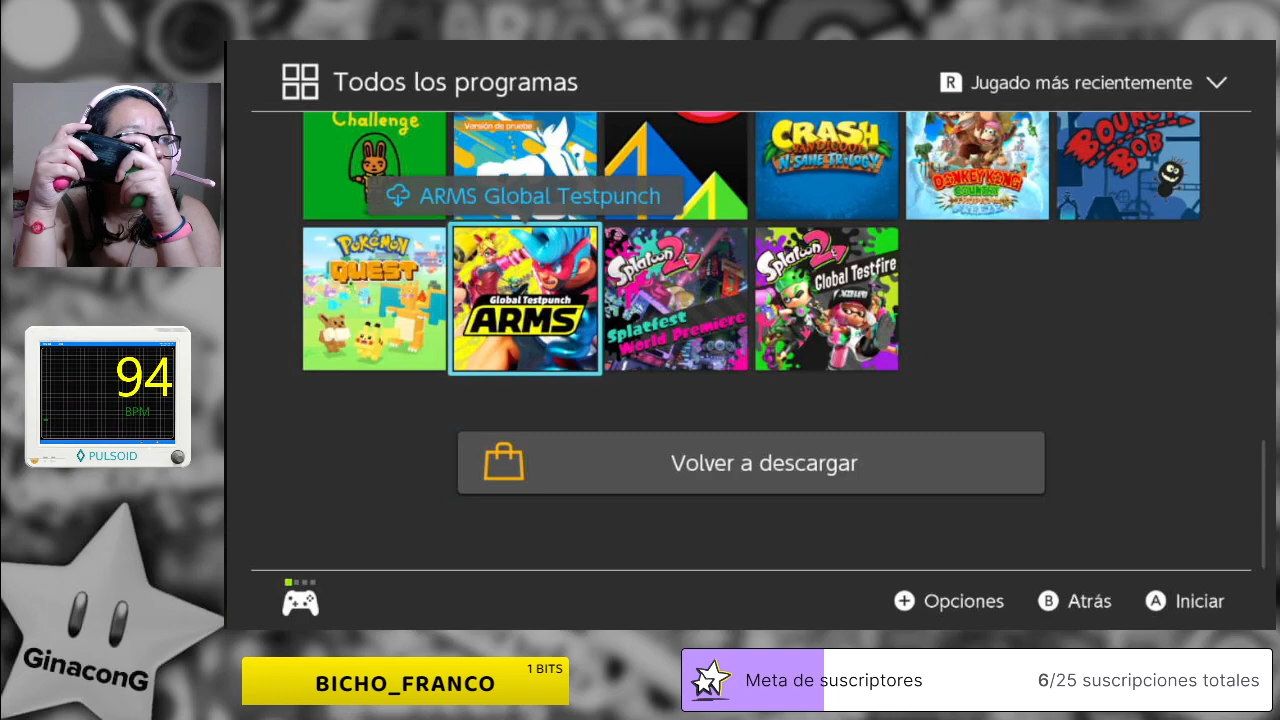 Todos los programas
R Jugado más recientemente
Challenge
Versión de prueba
CRASH
BANDICOOT
N. SANE TRILOGY
DONKEY KONG
COUNTRY
TROPICAL
FREEZE
BOUNCY
BOB
ARMS Global Testpunch
POKÉMON
QUEST
Global Testpunch
ARMS
Splatoon 2
Splatfest
World Premiere
Splatoon 2
Global Testfire
94
BPM
PULSOID
Volver a descargar
+ Opciones
B Atrás
A Iniciar
GinaconG
1 BITS
BICHO_FRANCO
Meta de suscriptores
6/25 suscripciones totales